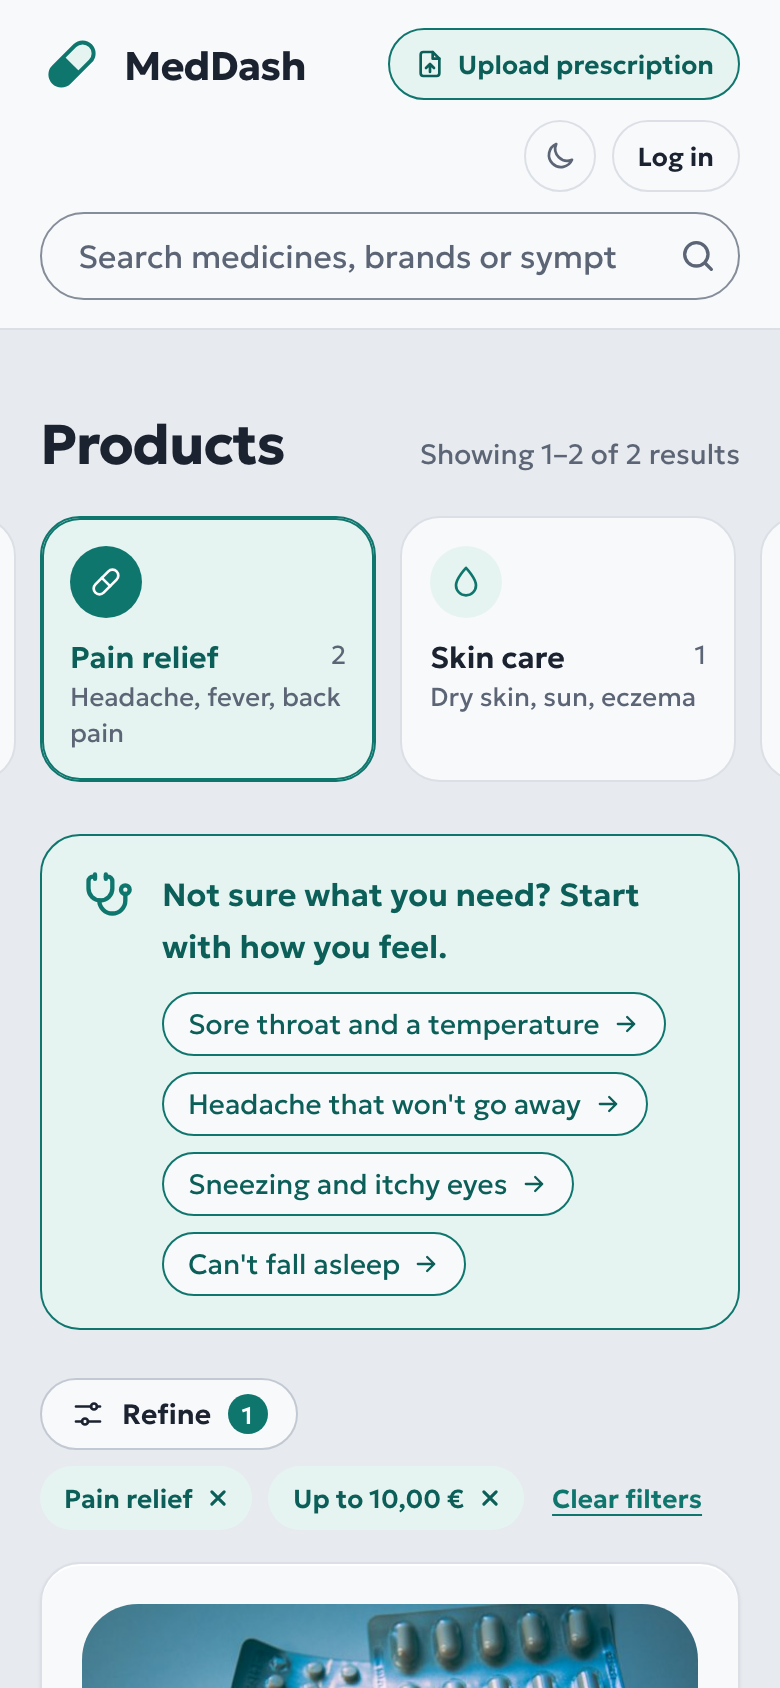 MedDash
Upload prescription
Log in
Search medicines, brands or sympt
Products
Showing 1–2 of 2 results
Pain relief 2
Headache, fever, back
pain
Skin care 1
Dry skin, sun, eczema
Not sure what you need? Start
with how you feel.
Sore throat and a temperature →
Headache that won't go away →
Sneezing and itchy eyes →
Can't fall asleep →
Refine 1
Pain relief ✕
Up to 10,00 € ✕
Clear filters